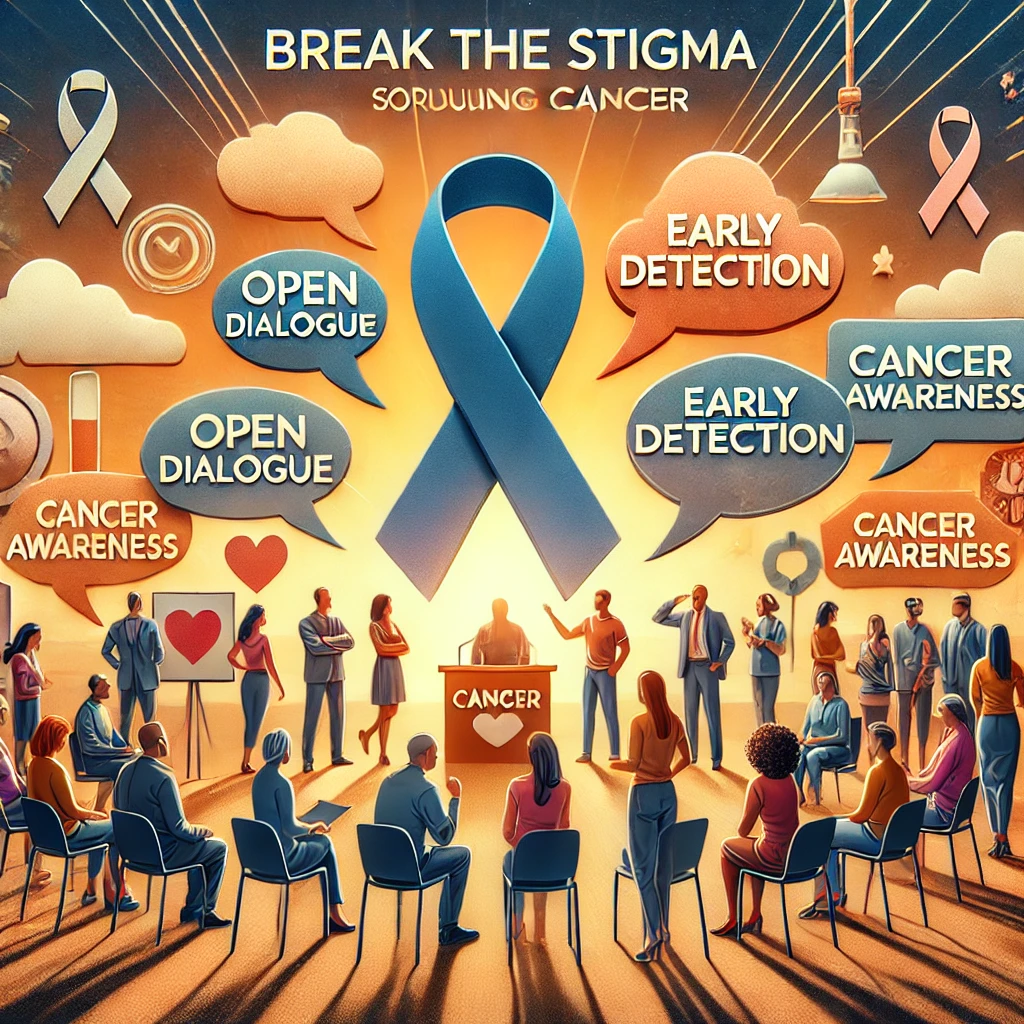 BREAK THE STIGMA
SORUUUING CANCER
EARLY
DETECTION
OPEN
DIALOGUE
CANCER
AWARENESS
EARLY
DETECTION
OPEN
DIALOGUE
CANCER
AWARENESS
CANCER
AWARENESS
CANCER